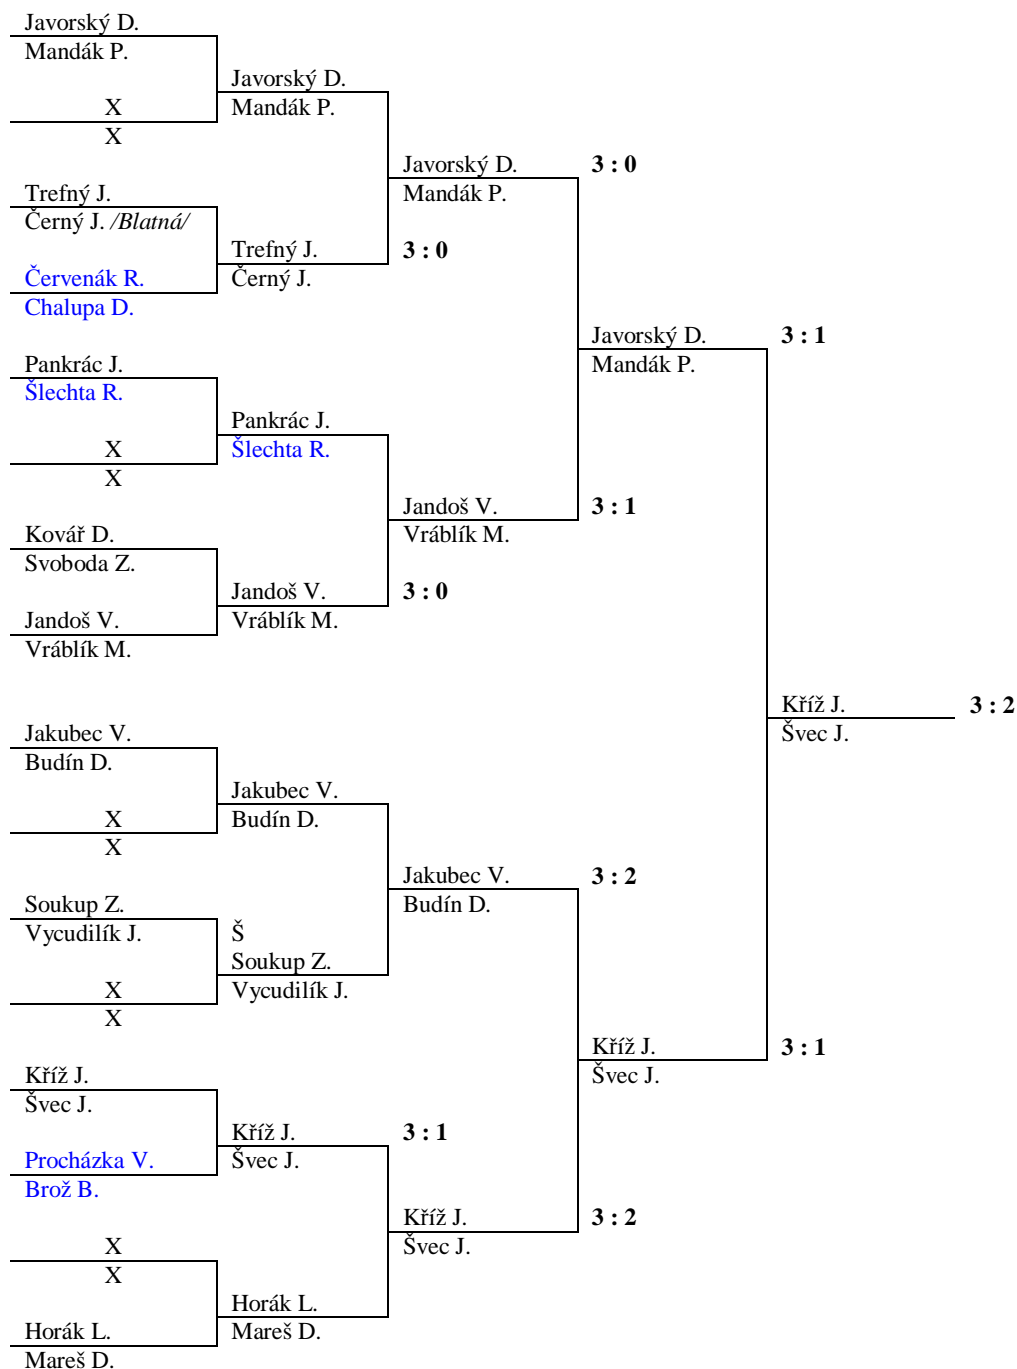 Javorský D.
Mandák P.
Javorský D.
X
Mandák P.
X
Javorský D.
3 : 0
Trefný J.
Mandák P.
Černý J. /Blatná/
Trefný J.
3 : 0
Červenák R.
Černý J.
Chalupa D.
Javorský D.
3 : 1
Pankrác J.
Mandák P.
Šlechta R.
Pankrác J.
X
Šlechta R.
X
Jandoš V.
3 : 1
Kovář D.
Vráblík M.
Svoboda Z.
Jandoš V.
3 : 0
Jandoš V.
Vráblík M.
Vráblík M.
Kříž J.
3 : 2
Jakubec V.
Švec J.
Budín D.
Jakubec V.
X
Budín D.
X
Jakubec V.
3 : 2
Soukup Z.
Budín D.
Vycudilík J.
Š
Soukup Z.
X
Vycudilík J.
X
Kříž J.
3 : 1
Kříž J.
Švec J.
Švec J.
Kříž J.
3 : 1
Procházka V.
Švec J.
Brož B.
Kříž J.
3 : 2
X
Švec J.
X
Horák L.
Horák L.
Mareš D.
Mareš D.